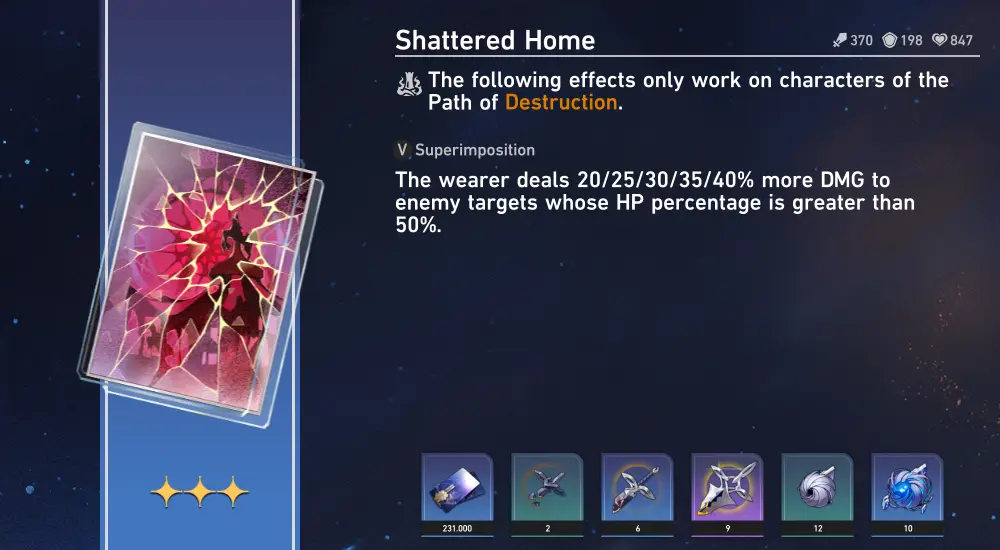 Shattered Home
370 198 847
The following effects only work on characters of the
Path of Destruction.
V Superimposition
The wearer deals 20/25/30/35/40% more DMG to
enemy targets whose HP percentage is greater than
50%.
231.000 2 6 9 12 10